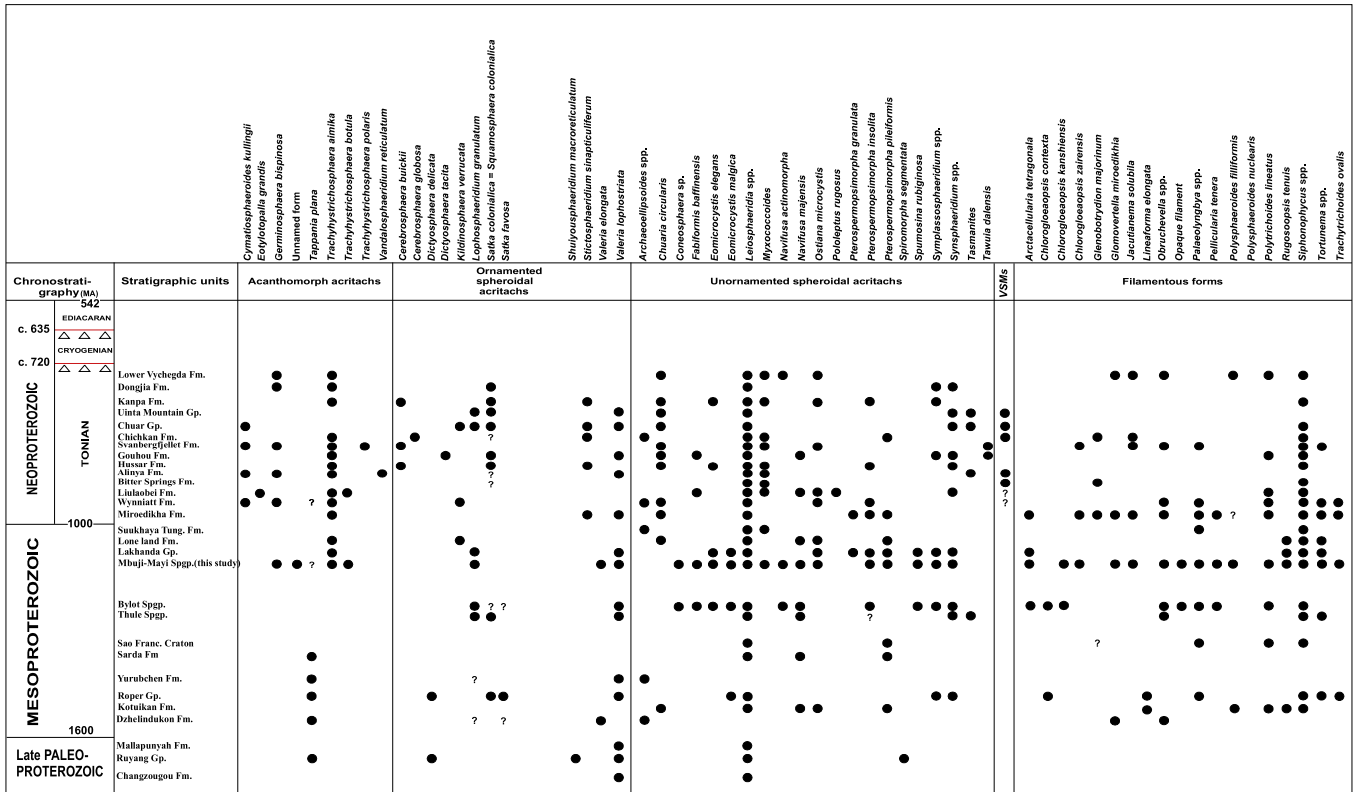 Cymatiosphaeroides kullingii
Eotylotopalla grandis
Germinosphaera bispinosa
Unnamed form
Tappania plana
Trachyhystrichosphaera aimika
Trachyhystrichosphaera botula
Trachyhystrichosphaera polaris
Vandalosphaeridium reticulatum
Cerebrosphaera buickii
Cerebrosphaera globosa
Dictyosphaera delicata
Dictyosphaera tacita
Kildinosphaera verrucata
Lophosphaeridium granulatum
Satka colonialica = Squamosphaera colonialica
Satka favosa
Shuiyousphaeridium macroreticulatum
Stictosphaeridium sinapticuliferum
Valeria elongata
Valeria lophostriata
Archaeoellipsoides spp.
Chuaria circularis
Coneosphaera sp.
Fabiformis baffinensis
Eomicrocystis elegans
Eomicrocystis malgica
Leiosphaeridia spp.
Myxococcoides
Navifusa actinomorpha
Navifusa majensis
Ostiana microcystis
Pololeptus rugosus
Pterospermopsimorpha granulata
Pterospermopsimorpha insolita
Pterospermopsimorpha pileiformis
Spiromorpha segmentata
Spumosina rubiginosa
Symplassosphaeridium spp.
Synsphaeridium spp.
Tasmanites
Tawuia dalensis
Arctacellularia tetragonala
Chlorogloeaopsis contexta
Chlorogloeaopsis kanshiensis
Chlorogloeaopsis zairensis
Glenobotrydion majorinum
Glomovertella miroedikhia
Jacutianema solubila
Lineaforma elongata
Obruchevella spp.
Opaque filament
Palaeolyngbya spp.
Pellicularia tenera
Polysphaeroides filliformis
Polysphaeroides nuclearis
Polytrichoides lineatus
Rugosoopsis tenuis
Siphonophycus spp.
Tortunema spp.
Trachytrichoides ovalis
Chronostrati-
graphy (MA)
Stratigraphic units
Acanthomorph acritachs
Ornamented
spheroidal
acritachs
Unornamented spheroidal acritachs
VSMs
Filamentous forms
542
EDIACARAN
c. 635
CRYOGENIAN
c. 720
NEOPROTEROZOIC
TONIAN
1000
MESOPROTEROZOIC
1600
Late PALEO-
PROTEROZOIC
Lower Vychegda Fm.
Dongjia Fm.
Kanpa Fm.
Uinta Mountain Gp.
Chuar Gp.
Chichkan Fm. ?
Svanbergfjellet Fm.
Gouhou Fm.
Hussar Fm.
Alinya Fm. ?
Bitter Springs Fm. ?
Liulaobei Fm. ?
Wynniatt Fm. ? ?
Miroedikha Fm. ?
Suukhaya Tung. Fm.
Lone land Fm.
Lakhanda Gp.
Mbuji-Mayi Spgp.(this study) ?
Bylot Spgp. ? ?
Thule Spgp. ?
Sao Franc. Craton ?
Sarda Fm
Yurubchen Fm. ?
Roper Gp.
Kotuikan Fm.
Dzhelindukon Fm. ? ?
Mallapunyah Fm.
Ruyang Gp.
Changzougou Fm.